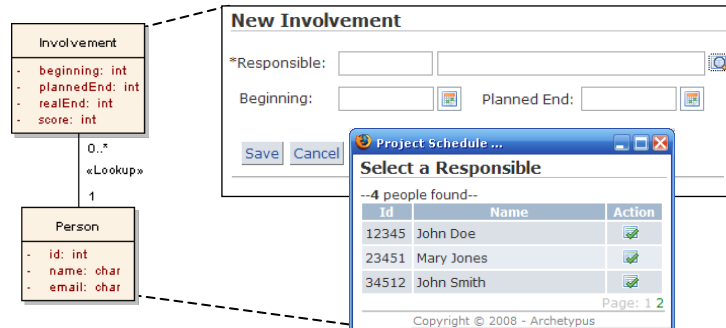 Involvement
- beginning: int
- plannedEnd: int
- realEnd: int
- score: int
0..*
«Lookup»
1
Person
- id: int
- name: char
- email: char
New Involvement
*Responsible:
Beginning: Planned End:
Save Cancel
Project Schedule ...
Select a Responsible
--4 people found--
Id Name Action
12345 John Doe
23451 Mary Jones
34512 John Smith
Page: 1 2
Copyright © 2008 - Archetypus